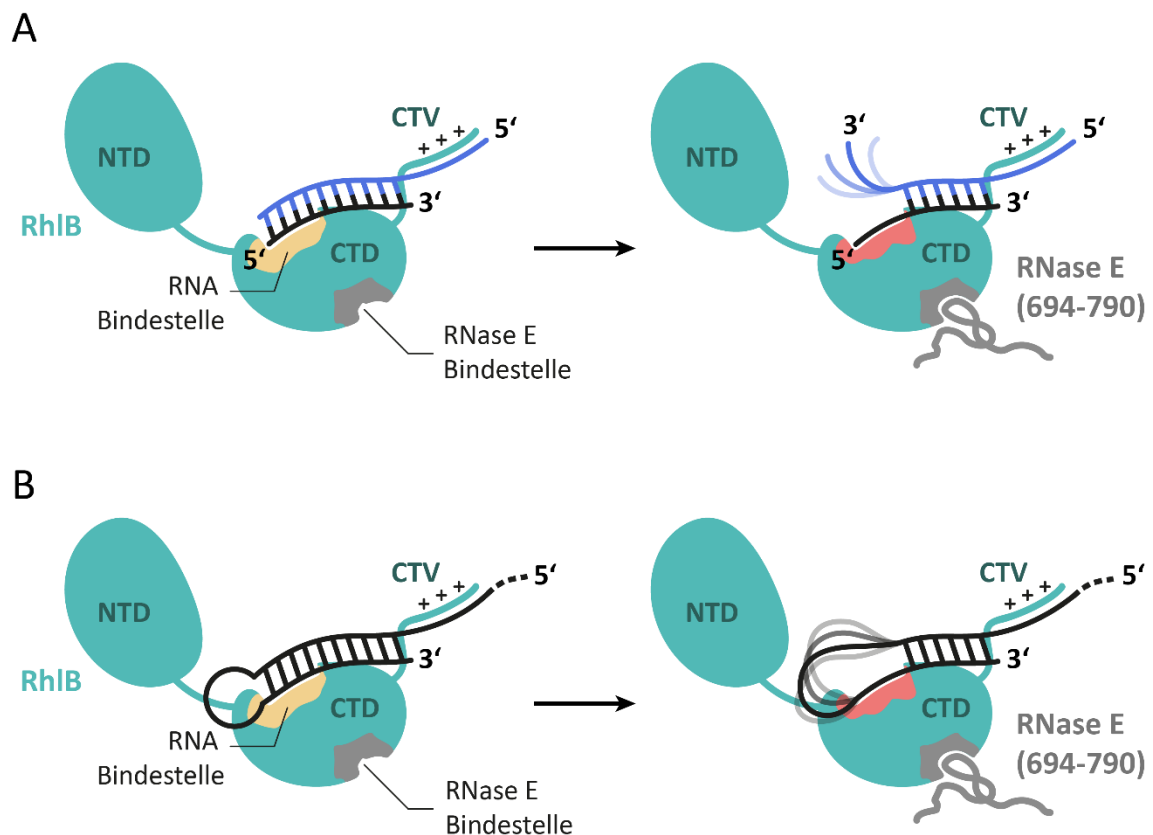 A
NTD
RhlB
CTV
+ + +
5‘
3‘
5‘
CTD
RNA
Bindestelle
RNase E
Bindestelle
NTD
3‘
CTV
+ + +
5‘
3‘
5‘
CTD
RNase E
(694-790)
B
NTD
RhlB
CTV
+ + +
5‘
3‘
CTD
RNA
Bindestelle
RNase E
Bindestelle
NTD
CTV
+ + +
5‘
3‘
CTD
RNase E
(694-790)